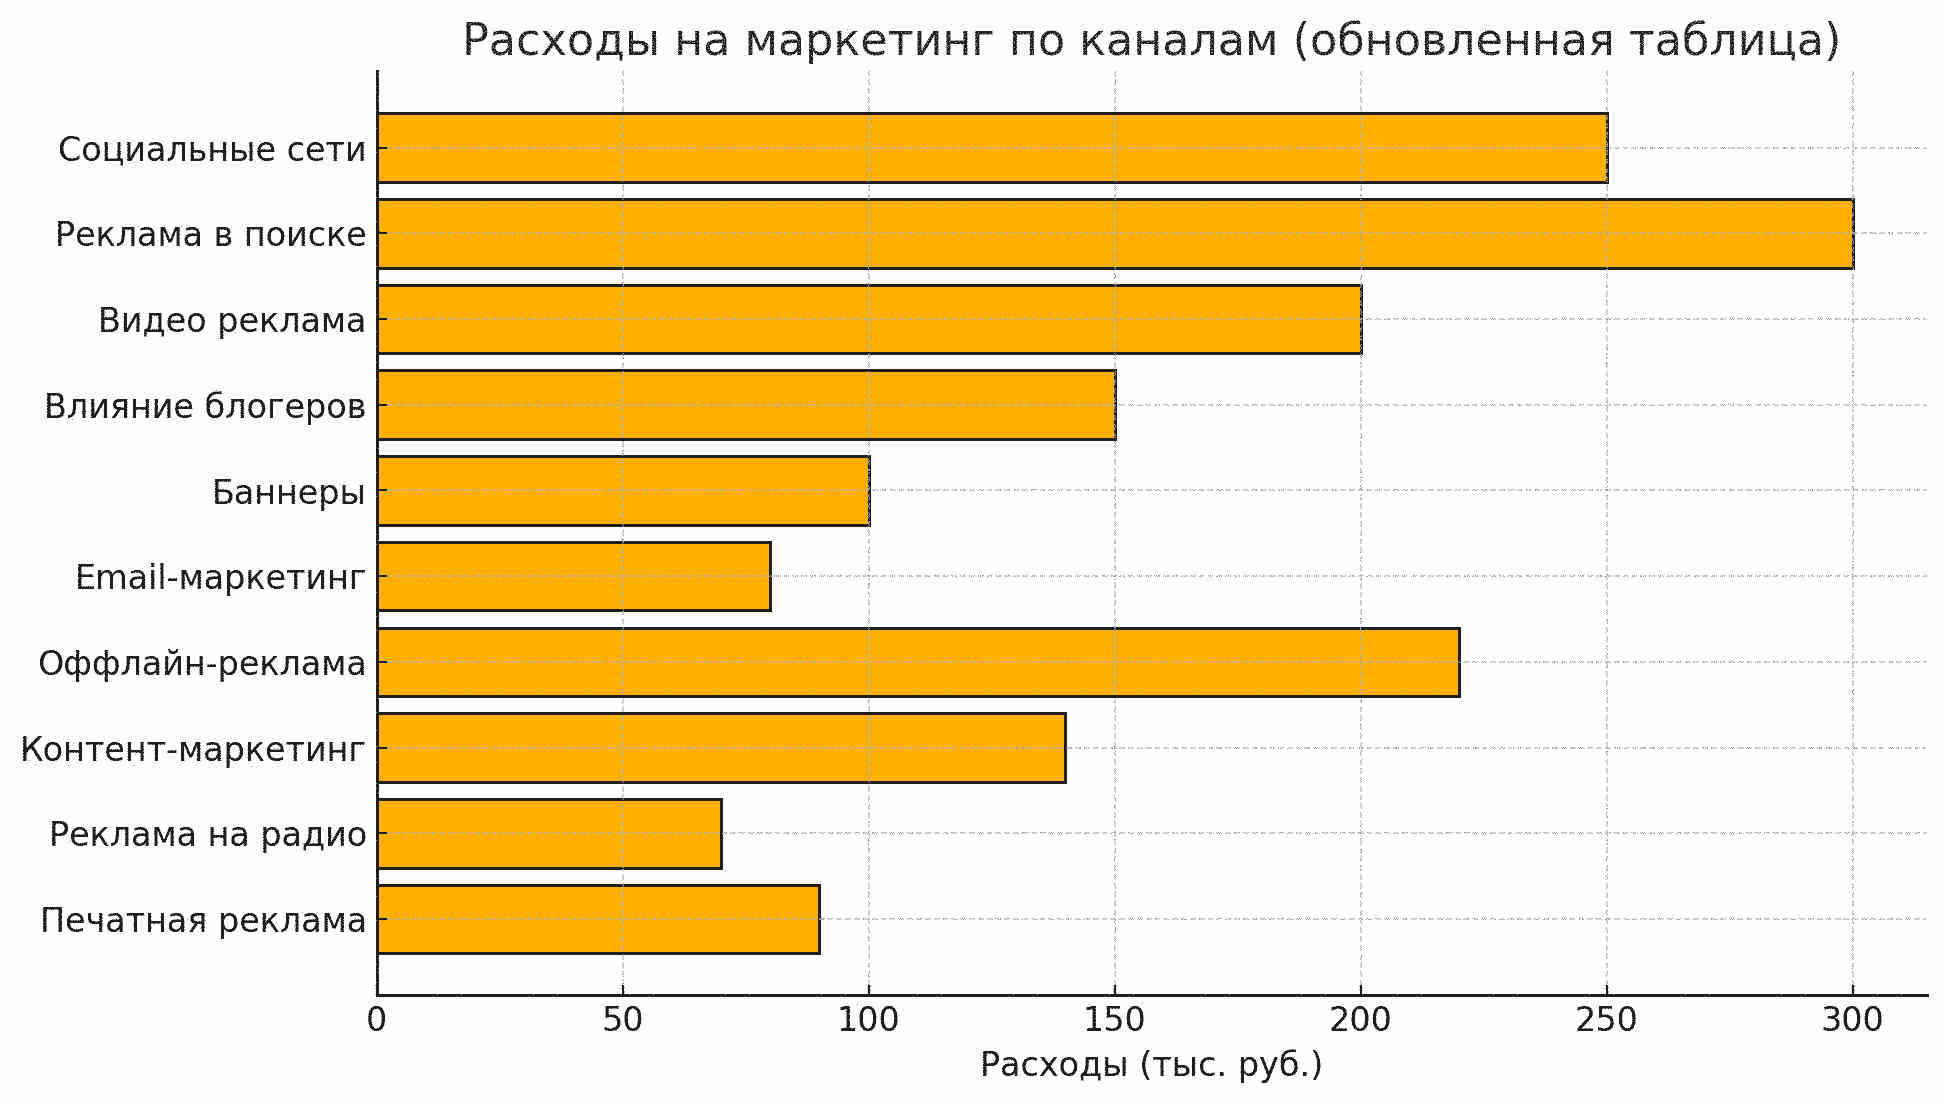 Расходы на маркетинг по каналам (обновленная таблица)
Социальные сети
Реклама в поиске
Видео реклама
Влияние блогеров
Баннеры
Email-маркетинг
Оффлайн-реклама
Контент-маркетинг
Реклама на радио
Печатная реклама
0 50 100 150 200 250 300
Расходы (тыс. руб.)